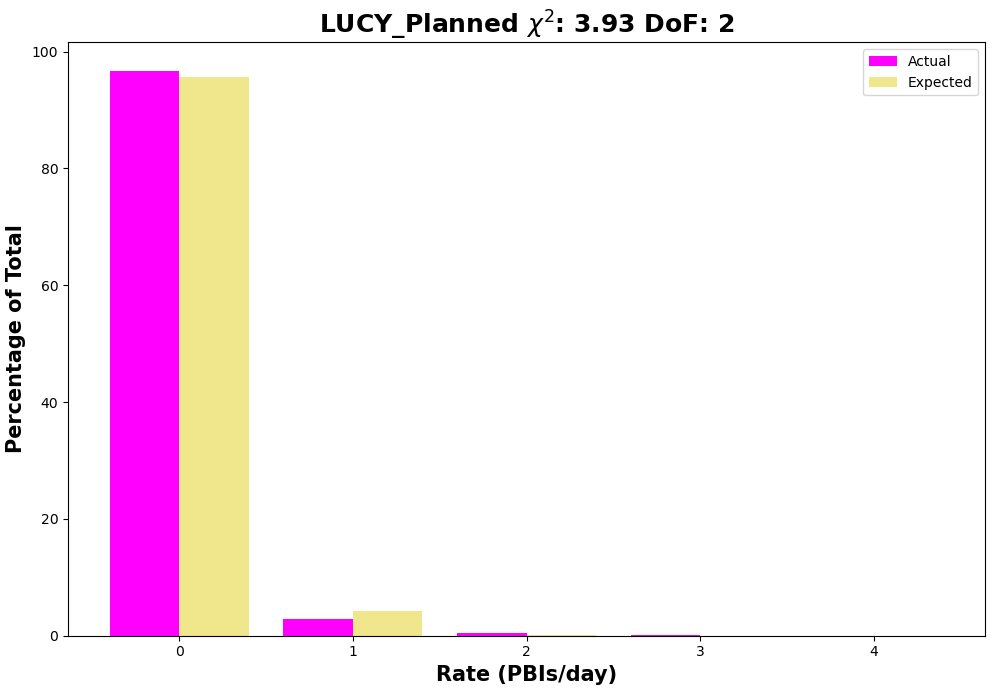 LUCY_Planned χ²: 3.93 DoF: 2
Actual
Expected
Percentage of Total
100
80
60
40
20
0
0 1 2 3 4
Rate (PBIs/day)